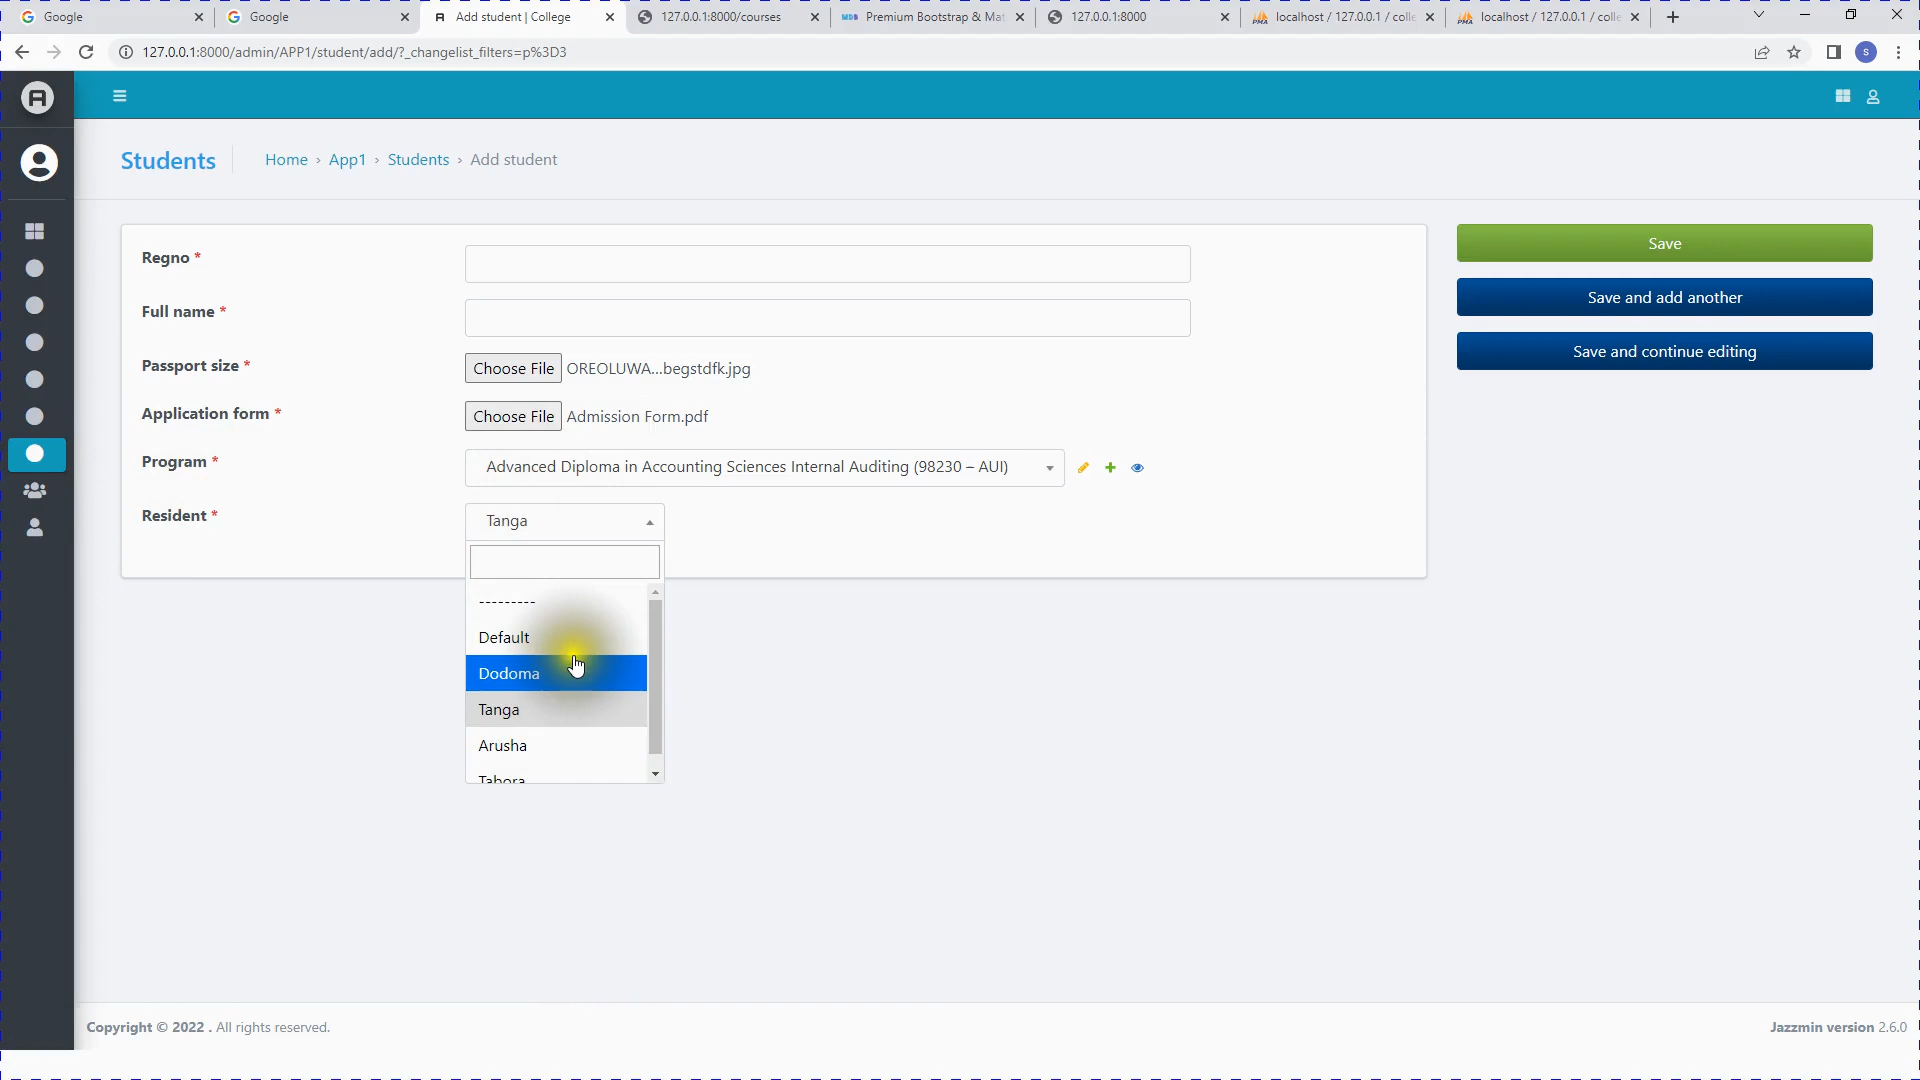 Google
Google
Add student | College
127.0.0.1:8000/courses
Premium Bootstrap & Mat
127.0.0.1:8000
localhost / 127.0.0.1 / colle
localhost / 127.0.0.1 / colle
127.0.0.1:8000/admin/APP1/student/add/?_changelist_filters=p%3D3
S
Students
Home › App1 › Students › Add student
Regno *
Full name *
Passport size *
Choose File OREOLUWA...begstdfk.jpg
Application form *
Choose File Admission Form.pdf
Program *
Advanced Diploma in Accounting Sciences Internal Auditing (98230 – AUI)
Resident *
Tanga
---------
Default
Dodoma
Tanga
Arusha
Tabora
Save
Save and add another
Save and continue editing
Copyright © 2022 . All rights reserved.
Jazzmin version 2.6.0